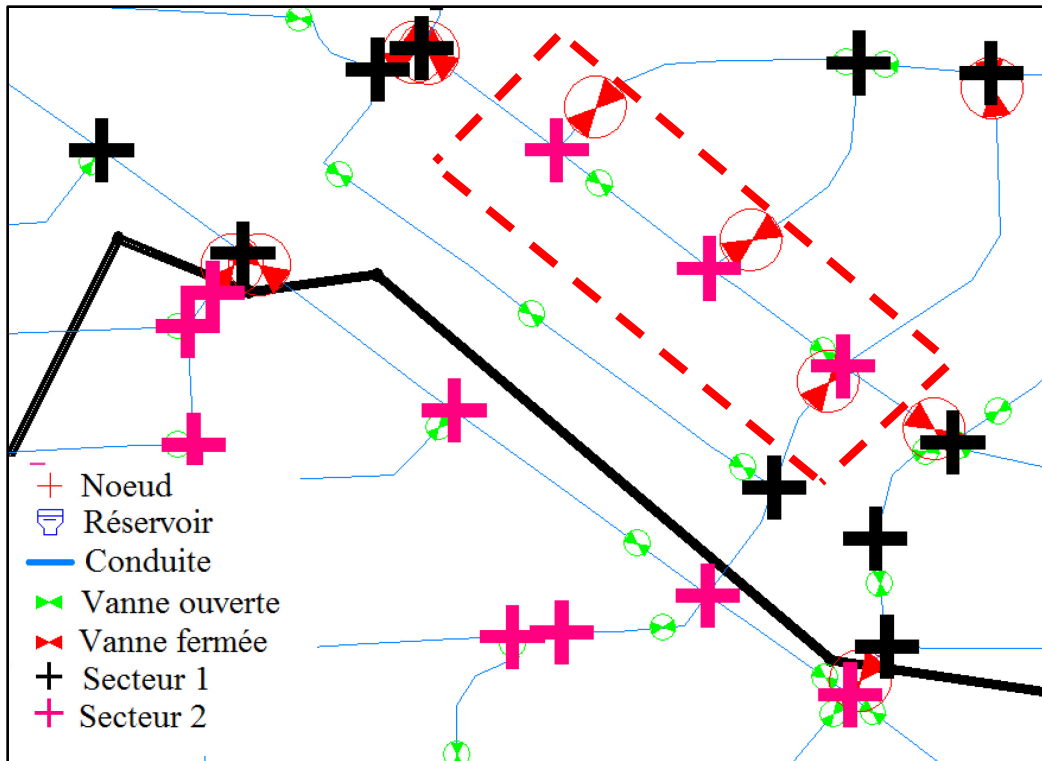 Noeud
Réservoir
Conduite
Vanne ouverte
Vanne fermée
Secteur 1
Secteur 2